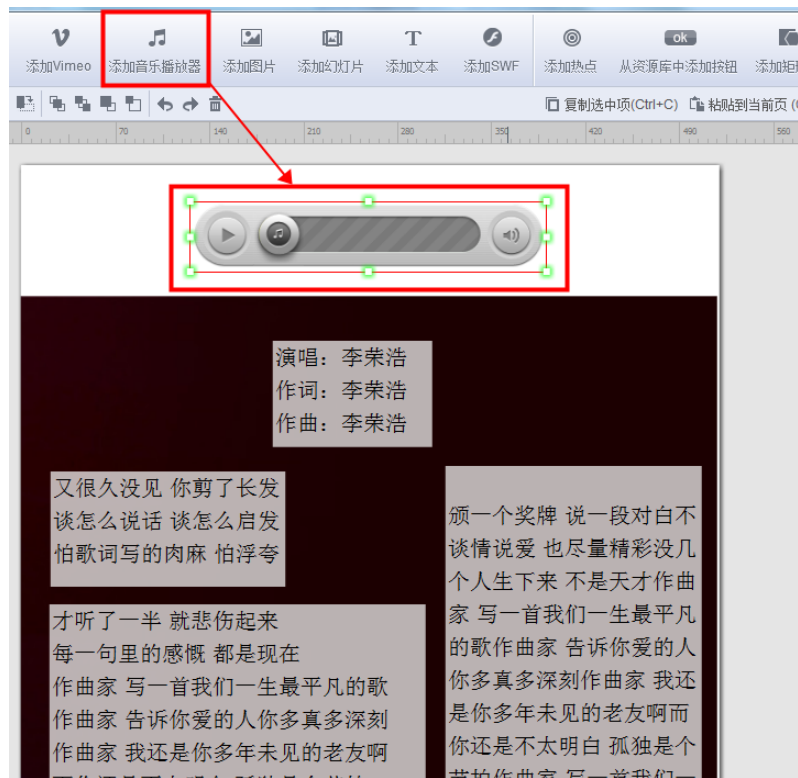 添加Vimeo 添加音乐播放器 添加图片 添加幻灯片 添加文本 添加SWF 添加热点 ok 从资源库中添加按钮
复制选中项(Ctrl+C) 粘贴到当前页
0 70 140 210 280 350 420 490 560
演唱：李荣浩
作词：李荣浩
作曲：李荣浩
又很久没见 你剪了长发
谈怎么说话 谈怎么启发
怕歌词写的肉麻 怕浮夸
才听了一半 就悲伤起来
每一句里的感慨 都是现在
作曲家 写一首我们一生最平凡的歌
作曲家 告诉你爱的人你多真多深刻
作曲家 我还是你多年未见的老友啊
颁一个奖牌 说一段对白不
谈情说爱 也尽量精彩没几
个人生下来 不是天才作曲
家 写一首我们一生最平凡
的歌作曲家 告诉你爱的人
你多真多深刻作曲家 我还
是你多年未见的老友啊而
你还是不太明白 孤独是个